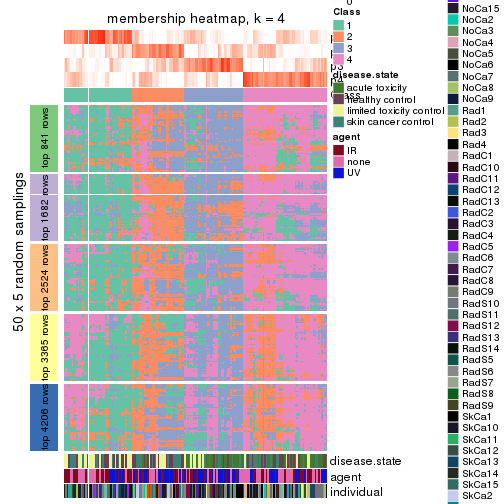 membership heatmap, k = 4
50 x 5 random samplings
top 841 rows
top 1682 rows
top 2524 rows
top 3365 rows
top 4206 rows
disease.state
agent
individual
Class
1
2
3
4
disease.state
acute toxicity
healthy control
limited toxicity control
skin cancer control
agent
IR
none
UV
NoCa15
NoCa2
NoCa3
NoCa4
NoCa5
NoCa6
NoCa7
NoCa8
NoCa9
Rad1
Rad2
Rad3
Rad4
RadC1
RadC10
RadC11
RadC12
RadC13
RadC2
RadC3
RadC4
RadC5
RadC6
RadC7
RadC8
RadC9
RadS10
RadS11
RadS12
RadS13
RadS14
RadS5
RadS6
RadS7
RadS8
RadS9
SkCa1
SkCa10
SkCa11
SkCa12
SkCa13
SkCa14
SkCa15
SkCa2